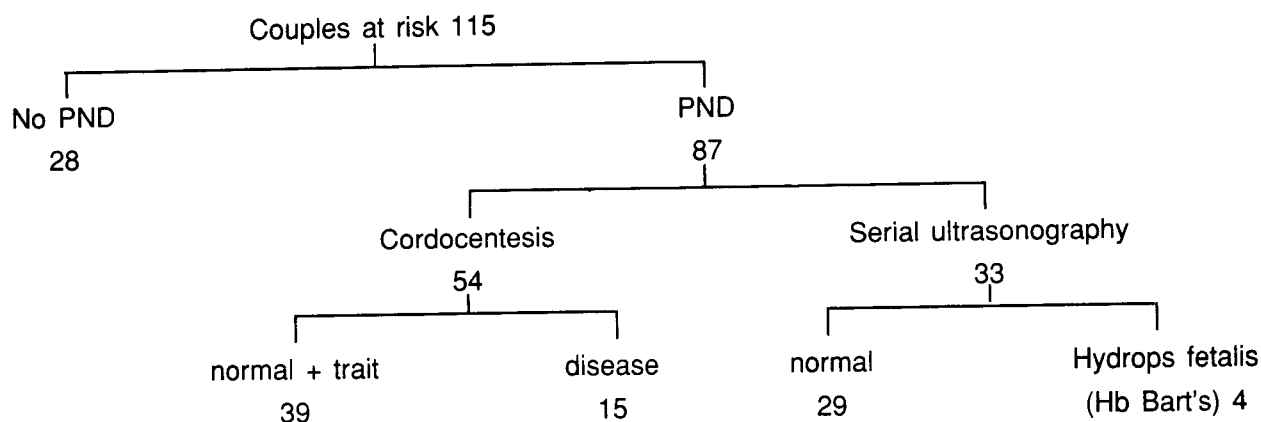 Couples at risk 115
No PND
28
PND
87
Cordocentesis
54
Serial ultrasonography
33
normal + trait
39
disease
15
normal
29
Hydrops fetalis
(Hb Bart's) 4